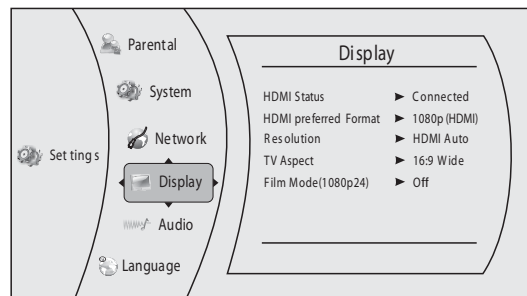 Settings
Parental
System
Network
Display
Audio
Language
Display
HDMI Status ► Connected
HDMI preferred Format ► 1080p (HDMI)
Resolution ► HDMI Auto
TV Aspect ► 16:9 Wide
Film Mode(1080p24) ► Off